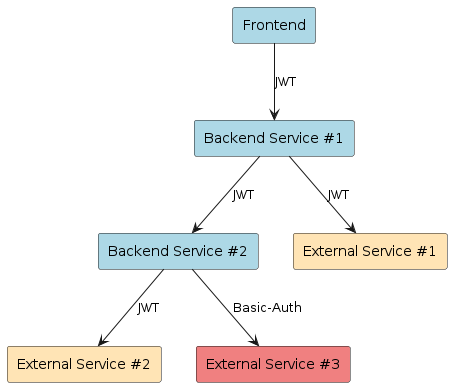 Frontend
JWT
Backend Service #1
JWT
JWT
Backend Service #2
External Service #1
JWT
Basic-Auth
External Service #2
External Service #3